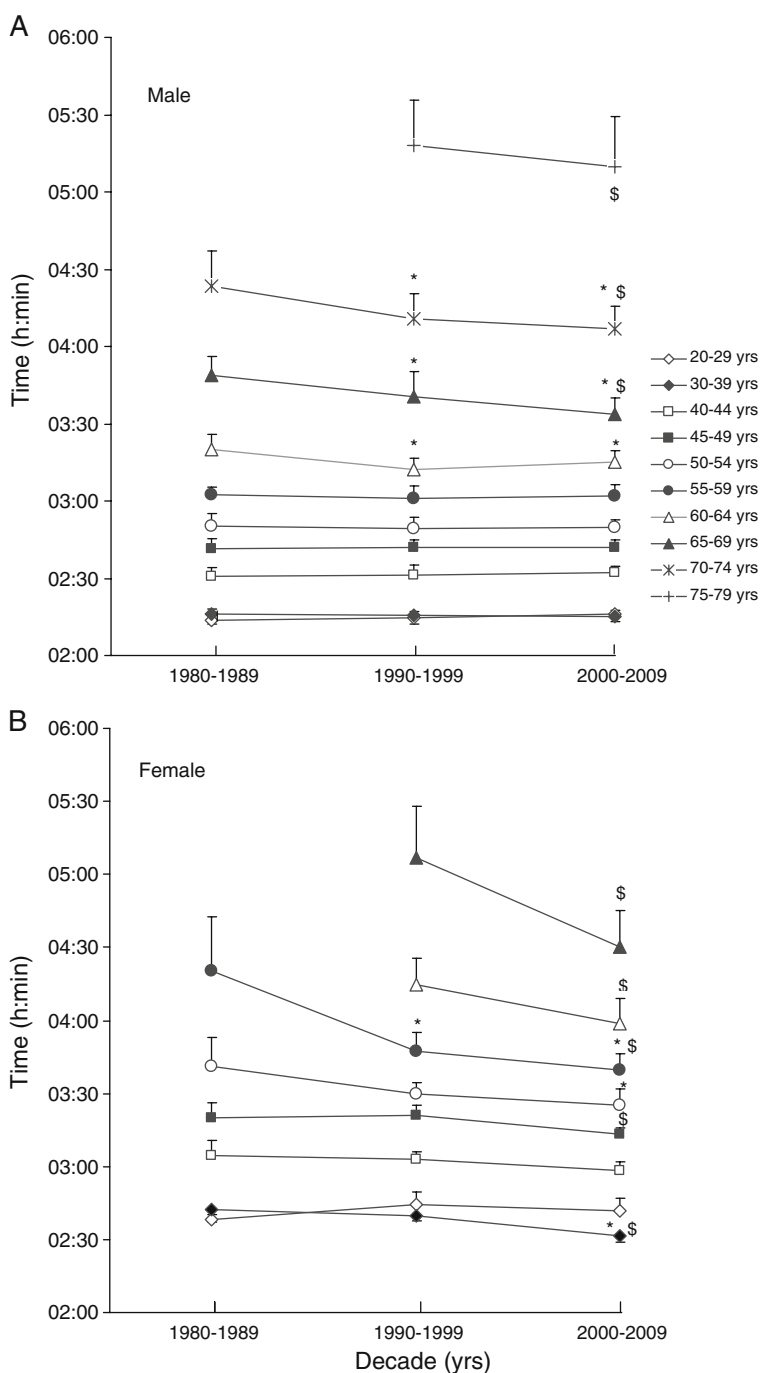 A
06:00
Male
05:30
05:00
$
04:30
*
* $
04:00
*
* $
03:30
*
*
03:00
02:30
02:00
Time (h:min)
1980-1989
1990-1999
2000-2009
20-29 yrs
30-39 yrs
40-44 yrs
45-49 yrs
50-54 yrs
55-59 yrs
60-64 yrs
65-69 yrs
70-74 yrs
75-79 yrs
B
06:00
Female
05:30
05:00
$
04:30
$
04:00
*
* $
*
03:30
$
03:00
02:30
* $
02:00
Time (h:min)
1980-1989
1990-1999
2000-2009
Decade (yrs)